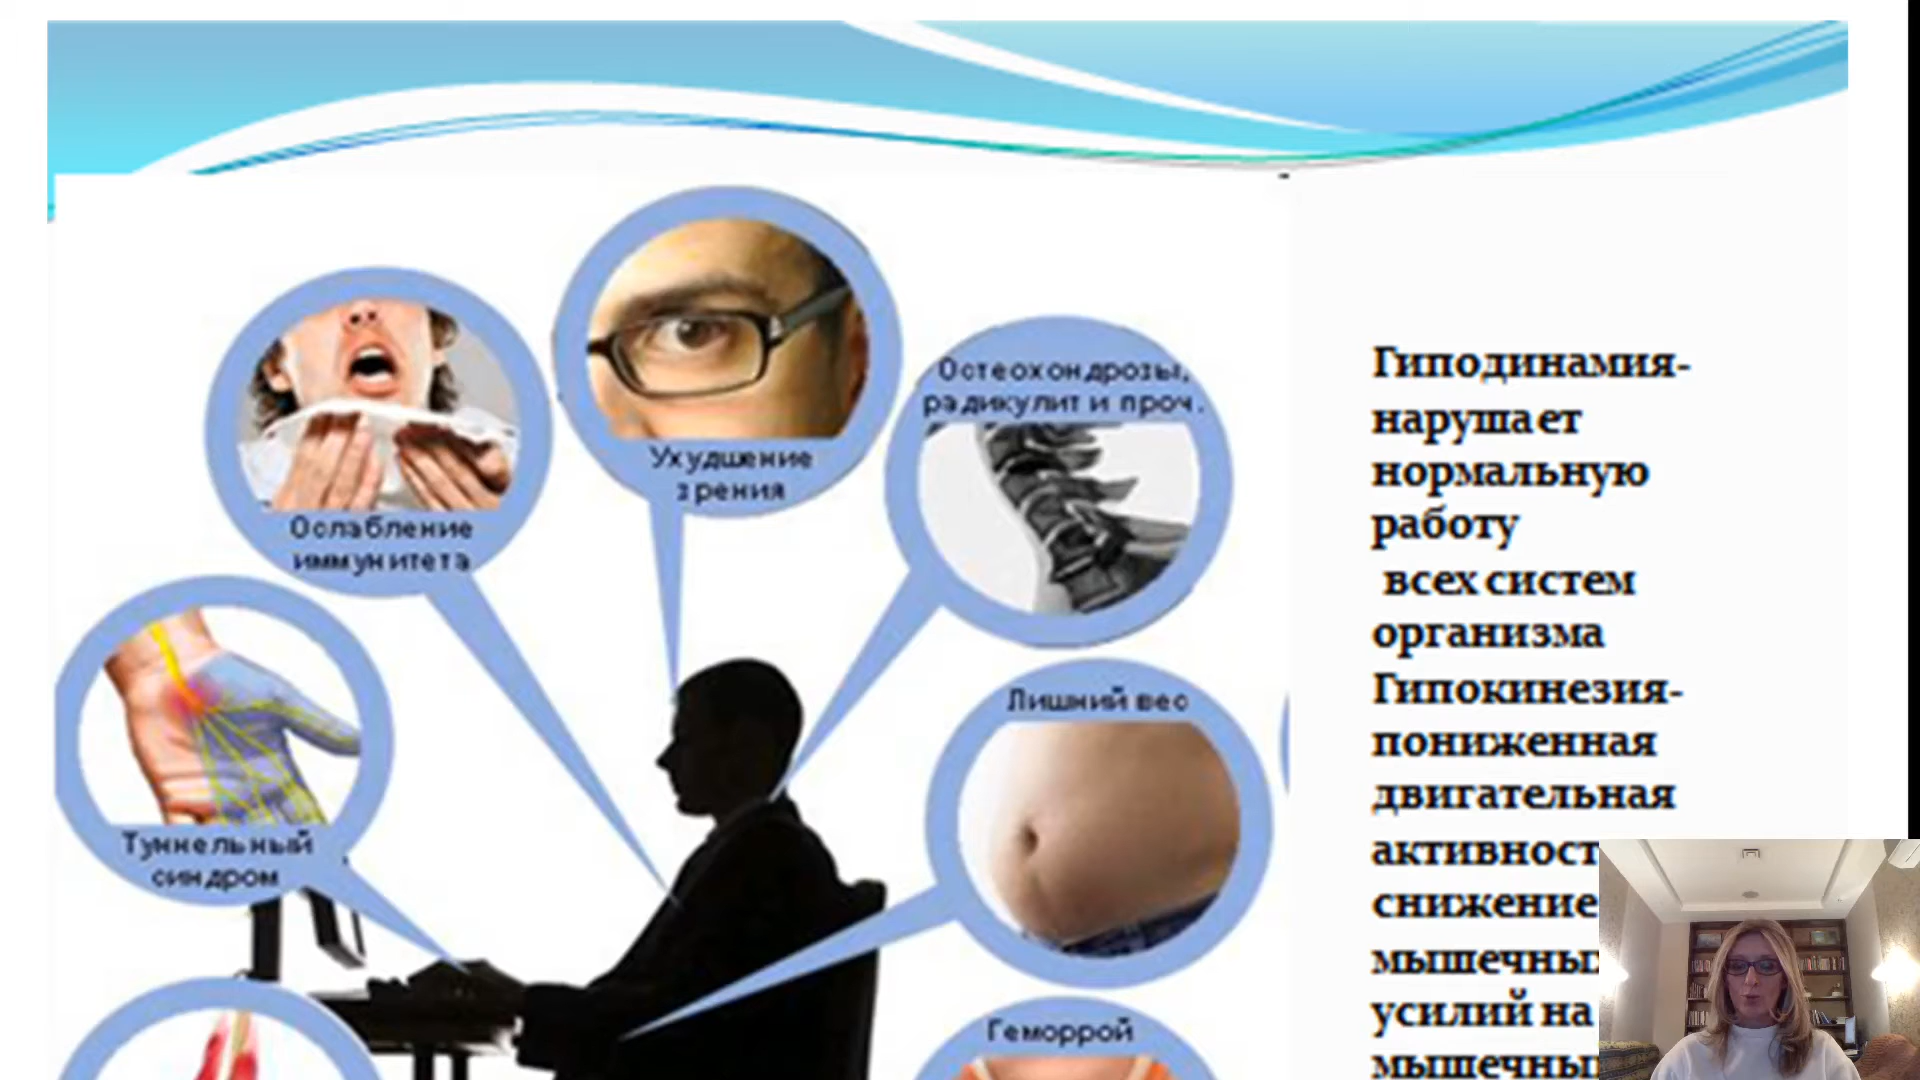 Ухудшение
зрения
Ослабление
иммунитета
Остеохондрозы,
радикулит и проч.
Туннельный
синдром
Лишний вес
Геморрой
Гиподинамия-
нарушает
нормальную
работу
всех систем
организма
Гипокинезия-
пониженная
двигательная
снижение
усилий на